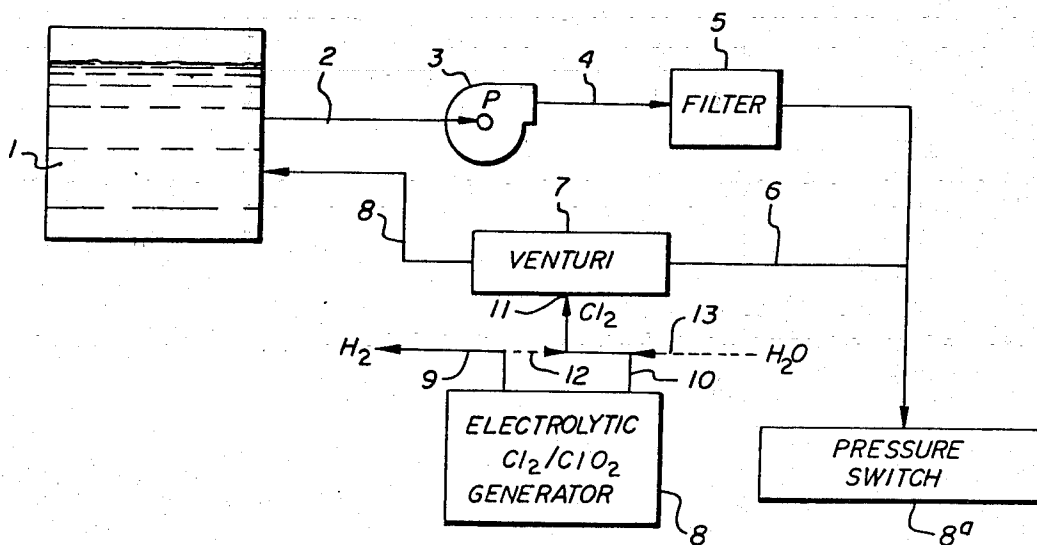 1
2
3
P
4
5
FILTER
6
7
VENTURI
8
11
Cl2
13
H2
9
12
10
H2O
ELECTROLYTIC
Cl2/ClO2
GENERATOR
8
PRESSURE
SWITCH
8a